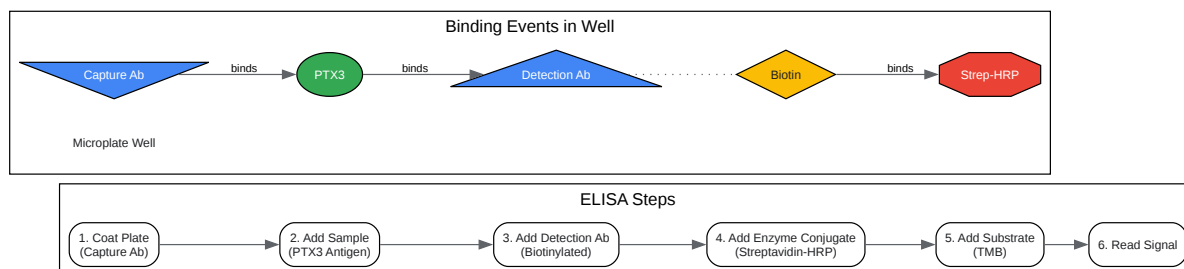 Binding Events in Well
Capture Ab
binds
PTX3
binds
Detection Ab
Biotin
binds
Strep-HRP
Microplate Well
ELISA Steps
1. Coat Plate
(Capture Ab)
2. Add Sample
(PTX3 Antigen)
3. Add Detection Ab
(Biotinylated)
4. Add Enzyme Conjugate
(Streptavidin-HRP)
5. Add Substrate
(TMB)
6. Read Signal